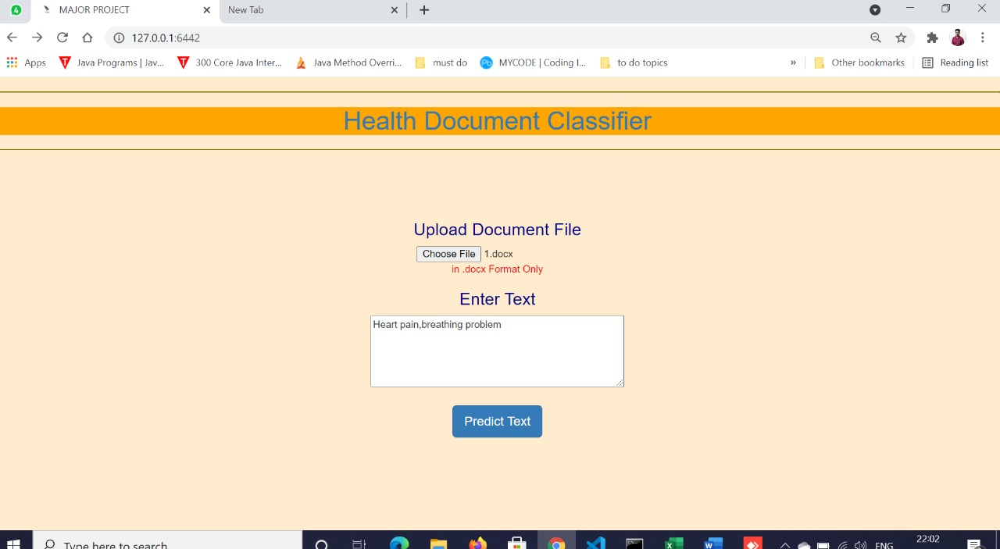 4 MAJOR PROJECT New Tab
127.0.0.1:6442
Apps Java Programs | Jav... 300 Core Java Inter... Java Method Overri... must do MYCODE | Coding I... to do topics » Other bookmarks Reading list
Health Document Classifier
Upload Document File
Choose File 1.docx
in .docx Format Only
Enter Text
Heart pain,breathing problem
Predict Text
Type here to search ENG 22:02